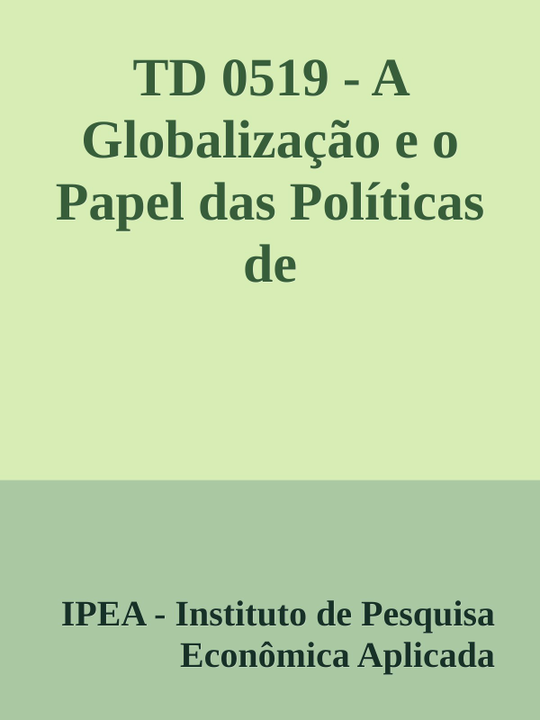 TD 0519 - A
Globalização e o
Papel das Políticas
de
IPEA - Instituto de Pesquisa
Econômica Aplicada